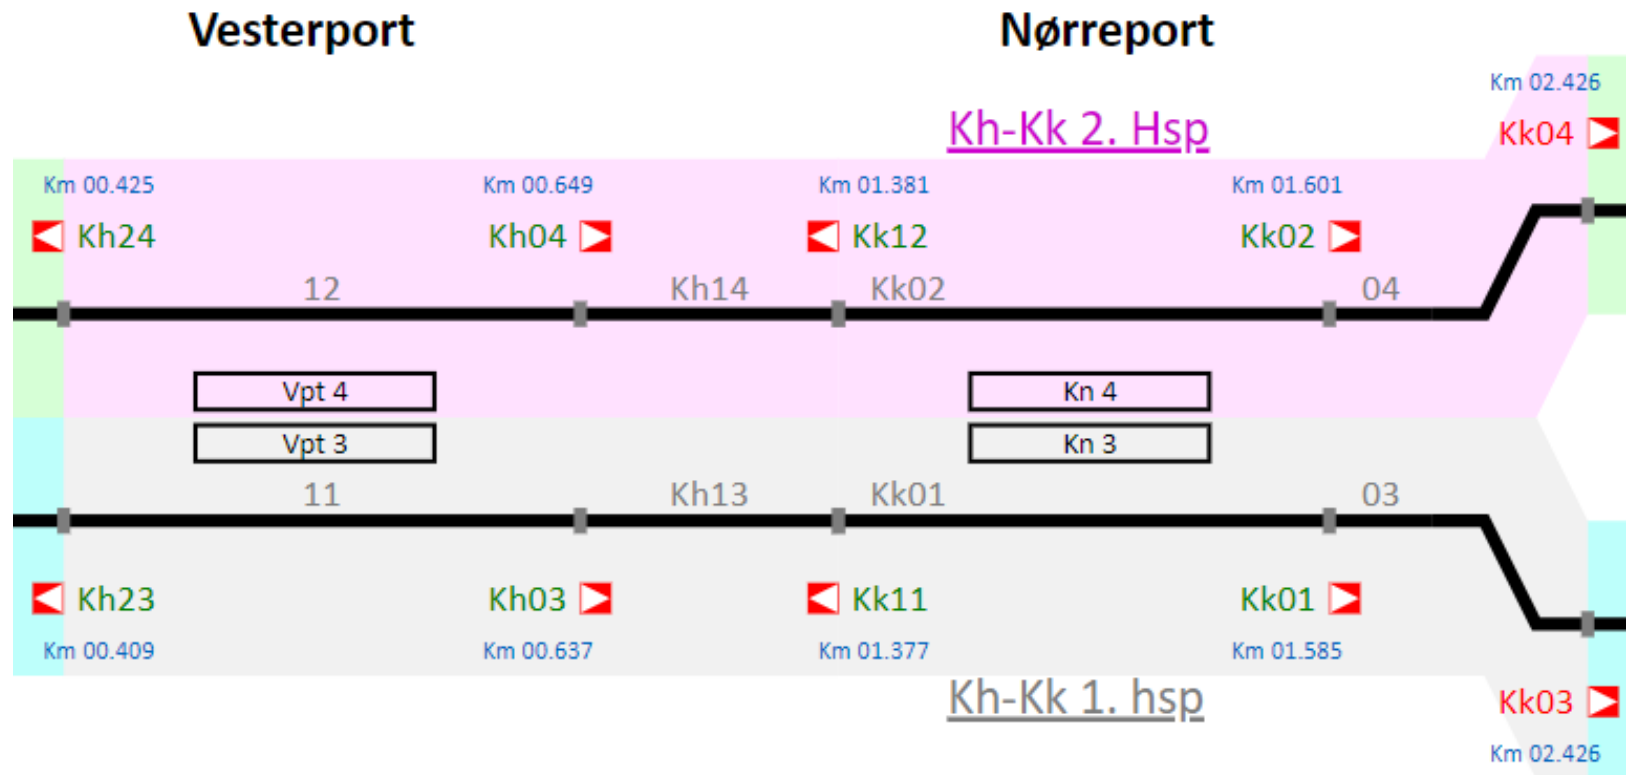 Vesterport Nørreport
Km 02.426
Kh-Kk 2. Hsp Kk04
Km 00.425 Km 00.649 Km 01.381 Km 01.601
Kh24 Kh04 Kk12 Kk02
12 Kh14 Kk02 04
Vpt 4 Kn 4
Vpt 3 Kn 3
11 Kh13 Kk01 03
Kh23 Kh03 Kk11 Kk01
Km 00.409 Km 00.637 Km 01.377 Km 01.585
Kh-Kk 1. hsp Kk03
Km 02.426